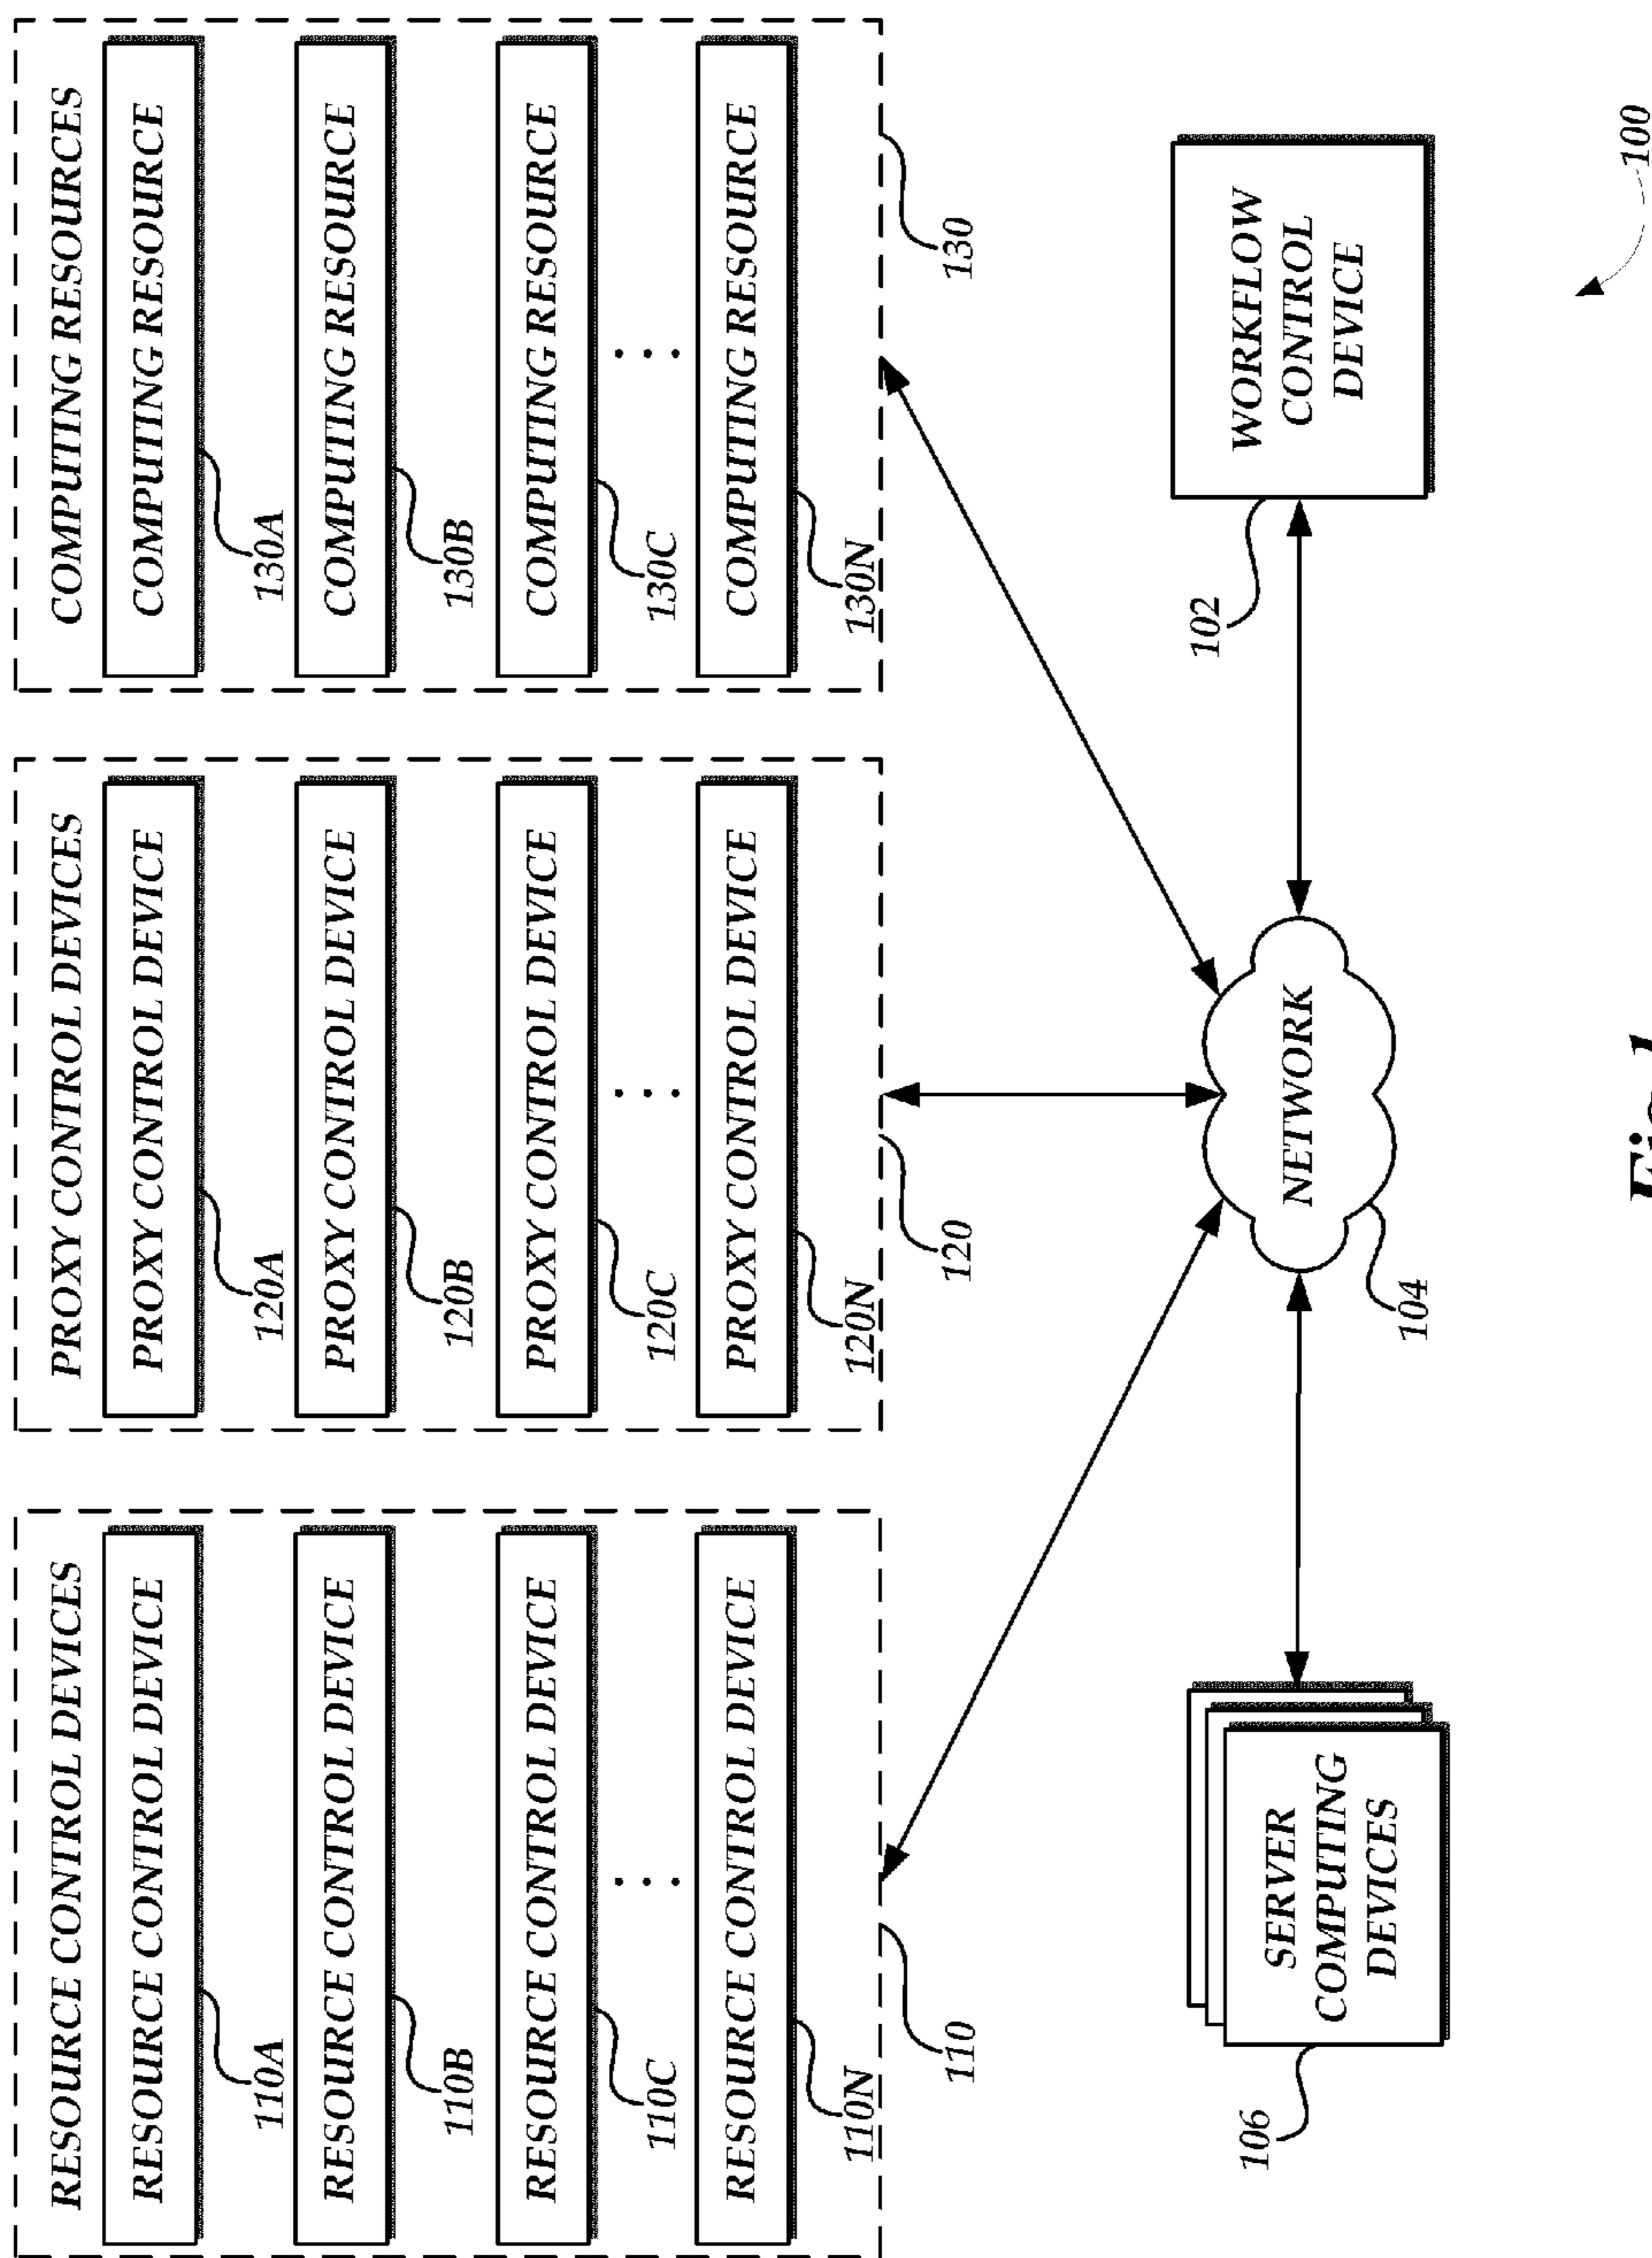 RESOURCE CONTROL DEVICES
RESOURCE CONTROL DEVICE
110A
RESOURCE CONTROL DEVICE
110B
RESOURCE CONTROL DEVICE
110C
...
RESOURCE CONTROL DEVICE
110N
110
PROXY CONTROL DEVICES
PROXY CONTROL DEVICE
120A
PROXY CONTROL DEVICE
120B
PROXY CONTROL DEVICE
120C
...
PROXY CONTROL DEVICE
120N
120
COMPUTING RESOURCES
COMPUTING RESOURCE
130A
COMPUTING RESOURCE
130B
COMPUTING RESOURCE
130C
...
COMPUTING RESOURCE
130N
130
106
SERVER
COMPUTING
DEVICES
NETWORK
104
102
WORKFLOW
CONTROL
DEVICE
100
Fig. 1